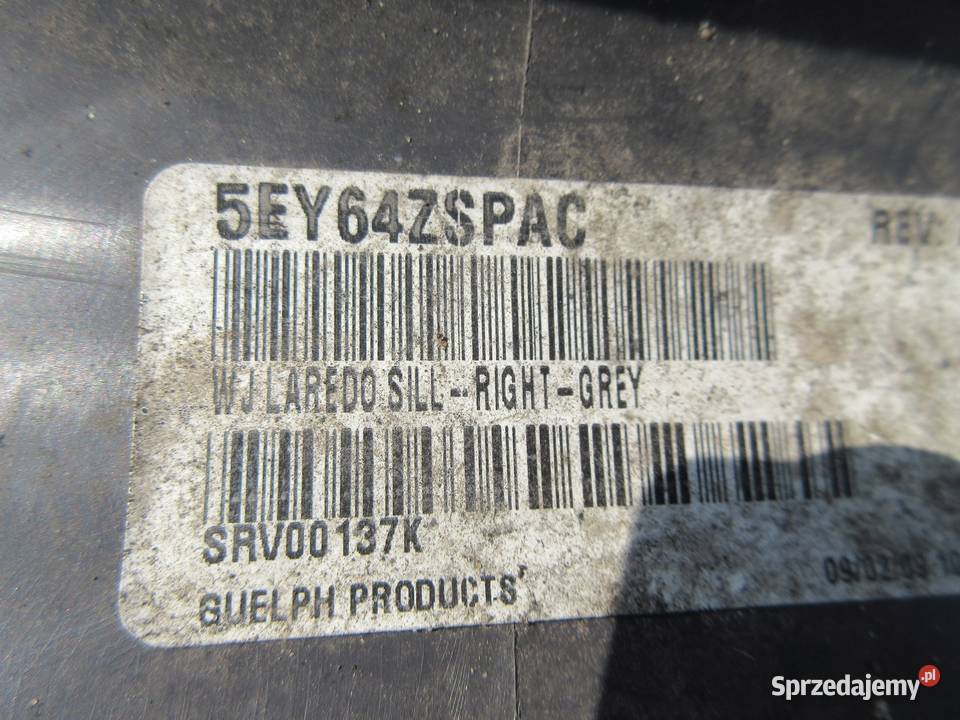 5EY64ZSPAC
REV:
WJ LAREDO SILL-RIGHT-GREY
SRV00137K
GUELPH PRODUCTS
Sprzedajemy.pl